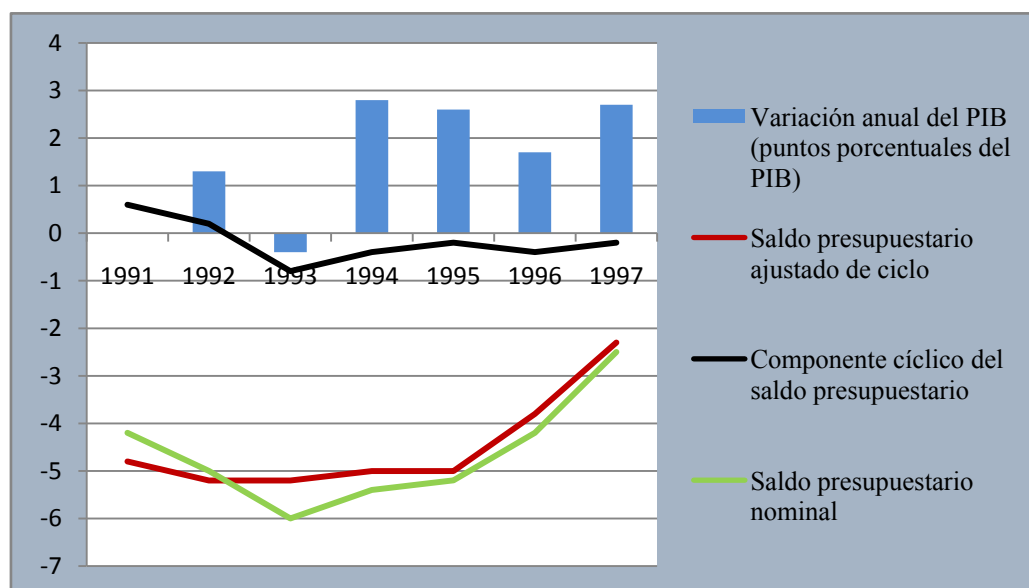 4
3
2
1
0
-1
-2
-3
-4
-5
-6
-7
1991 1992 1993 1994 1995 1996 1997
Variación anual del PIB
(puntos porcentuales del
PIB)
Saldo presupuestario
ajustado de ciclo
Componente cíclico del
saldo presupuestario
Saldo presupuestario
nominal